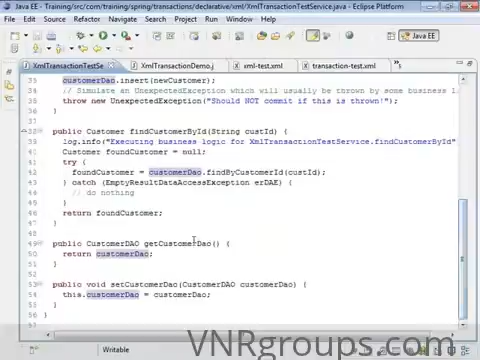 Java EE - Training/src/com/training/spring/transactions/declarative/xml/XmlTransactionTestService.java - Eclipse Platform
File Edit Source Refactor Navigate Search Project Run Window Help
Java EE
XmlTransactionTestSe XmlTransactionDemo.j xml-test.xml transaction-test.xml
33 customerDao.insert(newCustomer);
34 // Simulate an UnexpectedException which will usually be thrown by some business l
35 throw new UnexpectedException("Should NOT commit if this is thrown!");
36 }
37
38 public Customer findCustomerById(String custId) {
39 log.info("Executing business logic for XmlTransactionTestService.findCustomerById"
40 Customer foundCustomer = null;
41 try {
42 foundCustomer = customerDao.findByCustomerId(custId);
43 } catch (EmptyResultDataAccessException erDAE) {
44 // do nothing
45 }
46 return foundCustomer;
47 }
48
49 public CustomerDAO getCustomerDao() {
50 return customerDao;
51 }
52
53 public void setCustomerDao(CustomerDAO customerDao) {
54 this.customerDao = customerDao;
55 }
56 }
57
Writable
VNRgroups.com